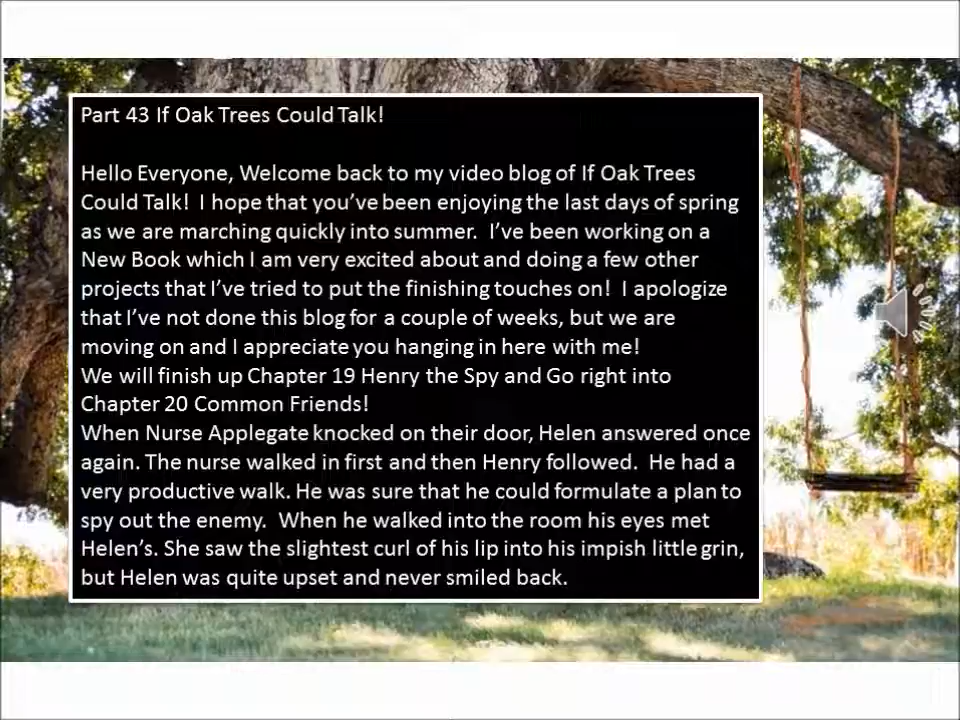 Part 43 If Oak Trees Could Talk!
Hello Everyone, Welcome back to my video blog of If Oak Trees
Could Talk!  I hope that you’ve been enjoying the last days of spring
as we are marching quickly into summer.  I’ve been working on a
New Book which I am very excited about and doing a few other
projects that I’ve tried to put the finishing touches on!  I apologize
that I’ve not done this blog for a couple of weeks, but we are
moving on and I appreciate you hanging in here with me!
We will finish up Chapter 19 Henry the Spy and Go right into
Chapter 20 Common Friends!
When Nurse Applegate knocked on their door, Helen answered once
again. The nurse walked in first and then Henry followed.  He had a
very productive walk. He was sure that he could formulate a plan to
spy out the enemy.  When he walked into the room his eyes met
Helen’s. She saw the slightest curl of his lip into his impish little grin,
but Helen was quite upset and never smiled back.